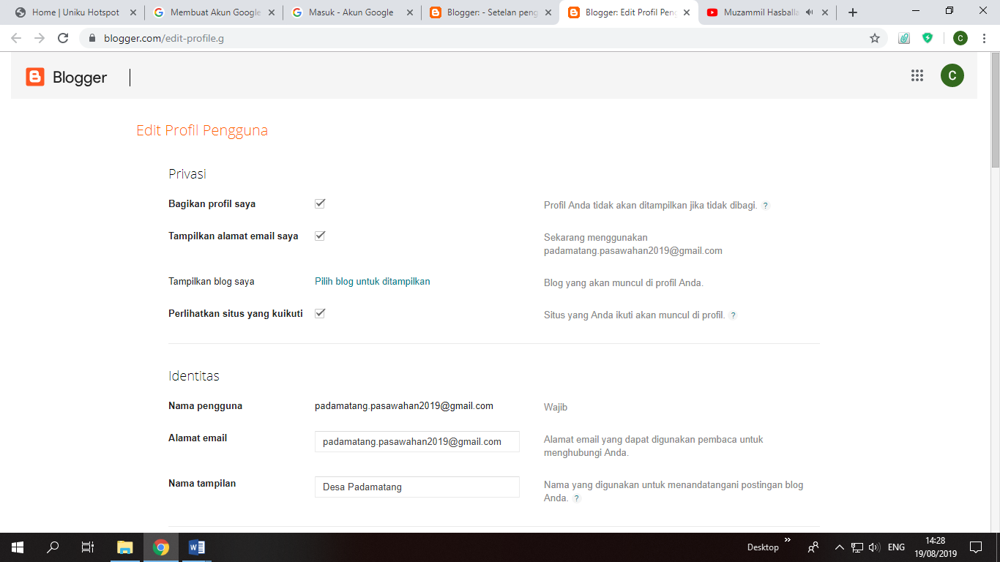 Home | Uniku Hotspot
Membuat Akun Google
Masuk - Akun Google
Blogger: - Setelan peng
Blogger: Edit Profil Peng
Muzammil Hasballa
blogger.com/edit-profile.g
C
Blogger
C
Edit Profil Pengguna
Privasi
Bagikan profil saya
Profil Anda tidak akan ditampilkan jika tidak dibagi. ?
Tampilkan alamat email saya
Sekarang menggunakan
padamatang.pasawahan2019@gmail.com
Tampilkan blog saya
Pilih blog untuk ditampilkan
Blog yang akan muncul di profil Anda.
Perlihatkan situs yang kuikuti
Situs yang Anda ikuti akan muncul di profil. ?
Identitas
Nama pengguna
padamatang.pasawahan2019@gmail.com
Wajib
Alamat email
padamatang.pasawahan2019@gmail.com
Alamat email yang dapat digunakan pembaca untuk
menghubungi Anda.
Nama tampilan
Desa Padamatang
Nama yang digunakan untuk menandatangani postingan blog
Anda. ?
Desktop
ENG
14:28
19/08/2019